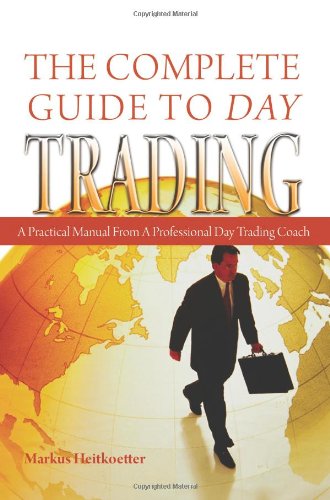 THE COMPLETE
GUIDE TO DAY
TRADING
A Practical Manual From A Professional Day Trading Coach
Markus Heitkoetter